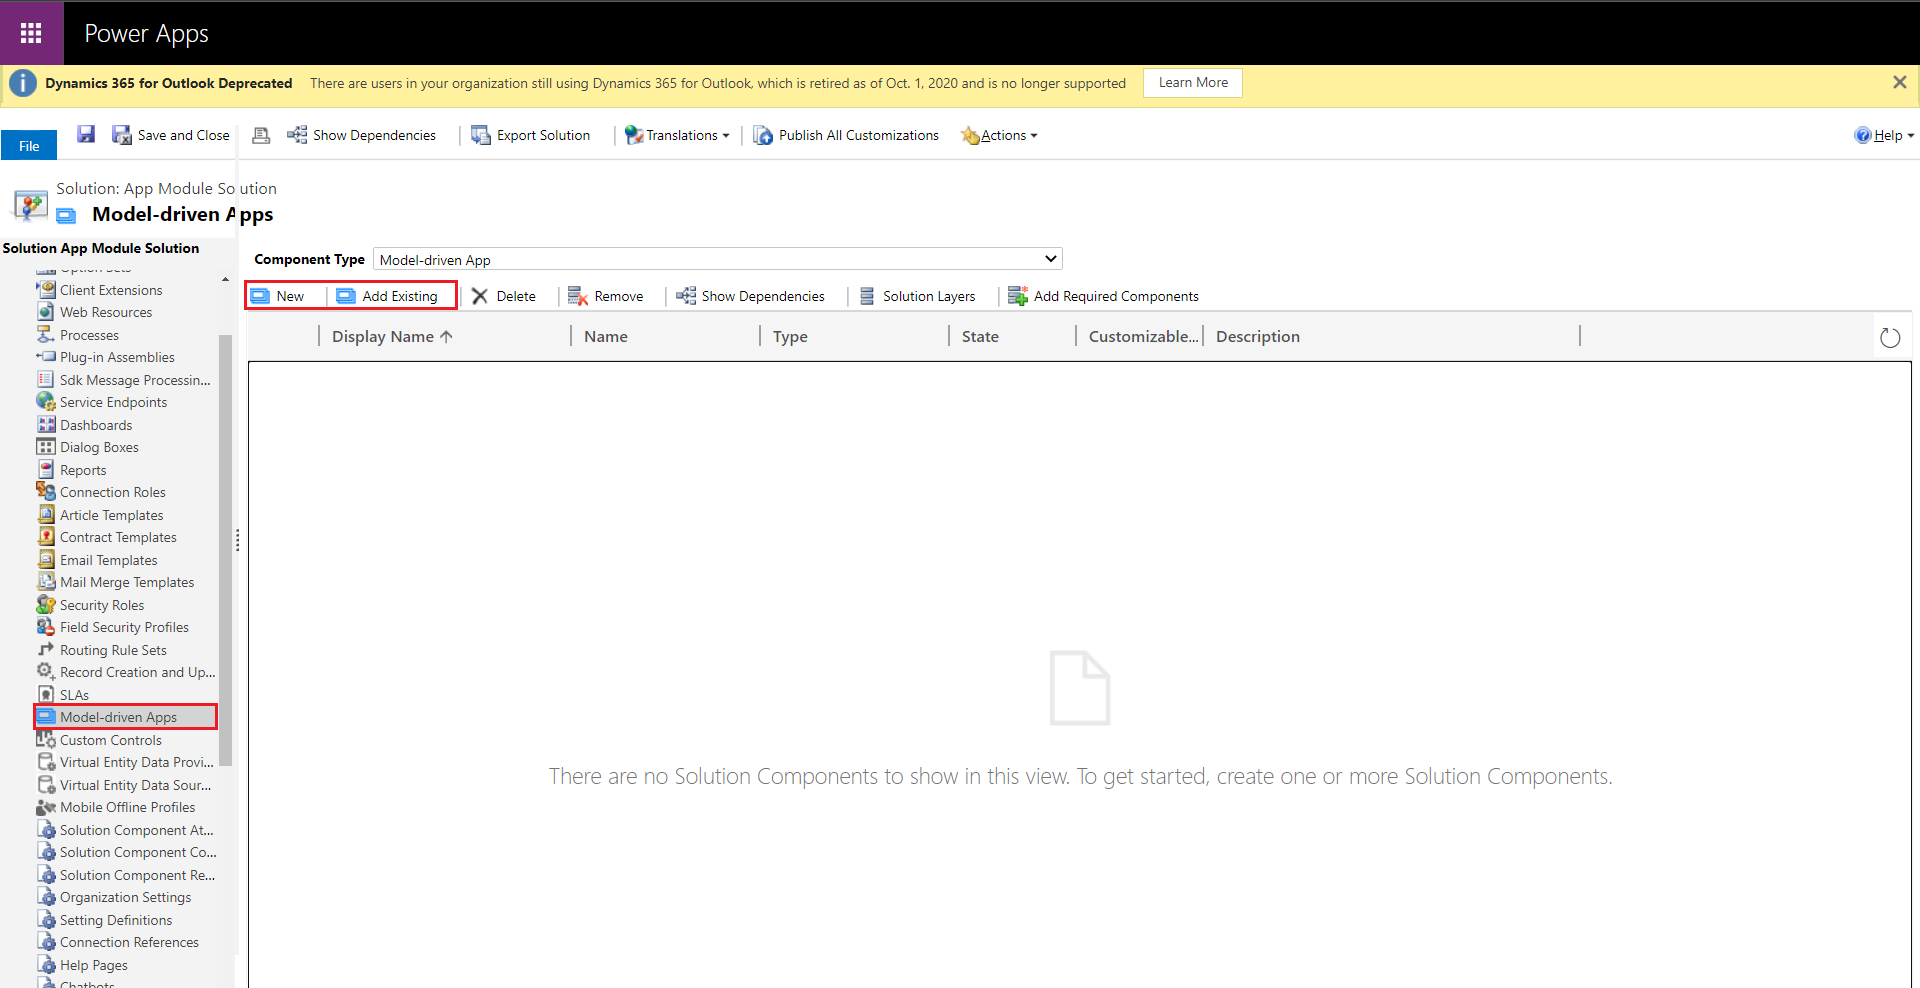 Power Apps
Dynamics 365 for Outlook Deprecated There are users in your organization still using Dynamics 365 for Outlook, which is retired as of Oct. 1, 2020 and is no longer supported Learn More
File Save and Close Show Dependencies Export Solution Translations Publish All Customizations Actions Help
Solution: App Module Solution
Model-driven Apps
Solution App Module Solution
Option Sets
Client Extensions
Web Resources
Processes
Plug-in Assemblies
Sdk Message Processin...
Service Endpoints
Dashboards
Dialog Boxes
Reports
Connection Roles
Article Templates
Contract Templates
Email Templates
Mail Merge Templates
Security Roles
Field Security Profiles
Routing Rule Sets
Record Creation and Up...
SLAs
Model-driven Apps
Custom Controls
Virtual Entity Data Provi...
Virtual Entity Data Sour...
Mobile Offline Profiles
Solution Component At...
Solution Component Co...
Solution Component Re...
Organization Settings
Setting Definitions
Connection References
Help Pages
Chatbots
Component Type Model-driven App
New Add Existing Delete Remove Show Dependencies Solution Layers Add Required Components
Display Name Name Type State Customizable... Description
There are no Solution Components to show in this view. To get started, create one or more Solution Components.